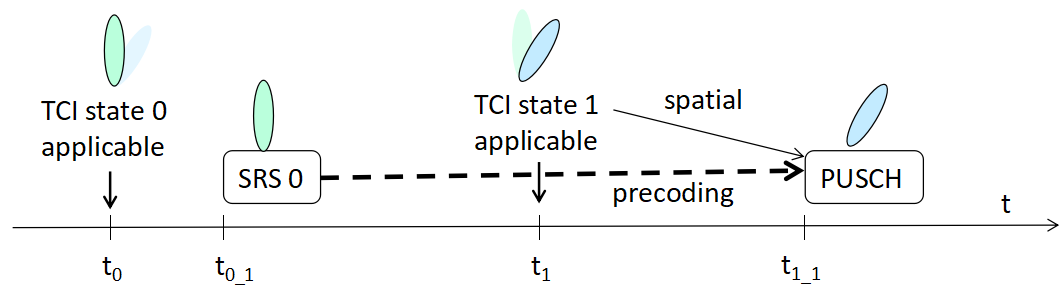 TCI state 0
applicable
SRS 0
TCI state 1
applicable
spatial
precoding
PUSCH
t
t0
t0_1
t1
t1_1